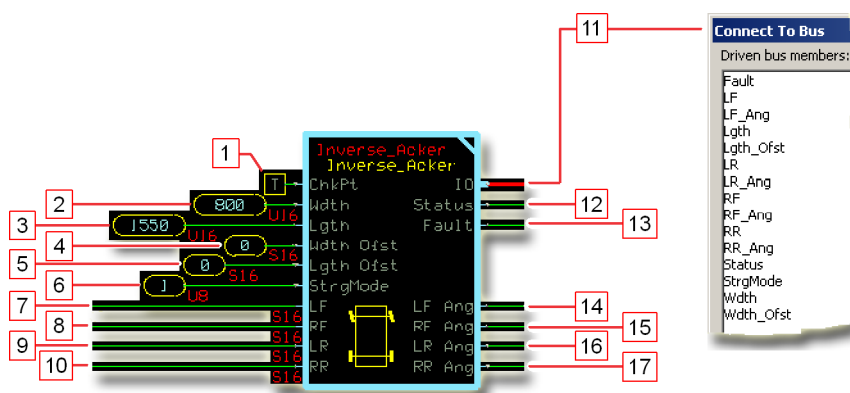 11
Connect To Bus
Driven bus members:
Fault
LF
LF_Ang
Lgth
Lgth_Ofst
LR
LR_Ang
RF
RF_Ang
RR
RR_Ang
Status
StrgMode
Wdth
Wdth_Ofst
1
Inverse_Acker
Inverse_Acker
T
ChkPt
IO
2
800
U16
Wdth
Status
12
3
1550
U16
Lgth
Fault
13
4
0
S16
Wdth Ofst
5
0
S16
Lgth Ofst
6
1
U8
StrgMode
7
S16
LF
LF Ang
14
8
S16
RF
RF Ang
15
9
S16
LR
LR Ang
16
10
S16
RR
RR Ang
17